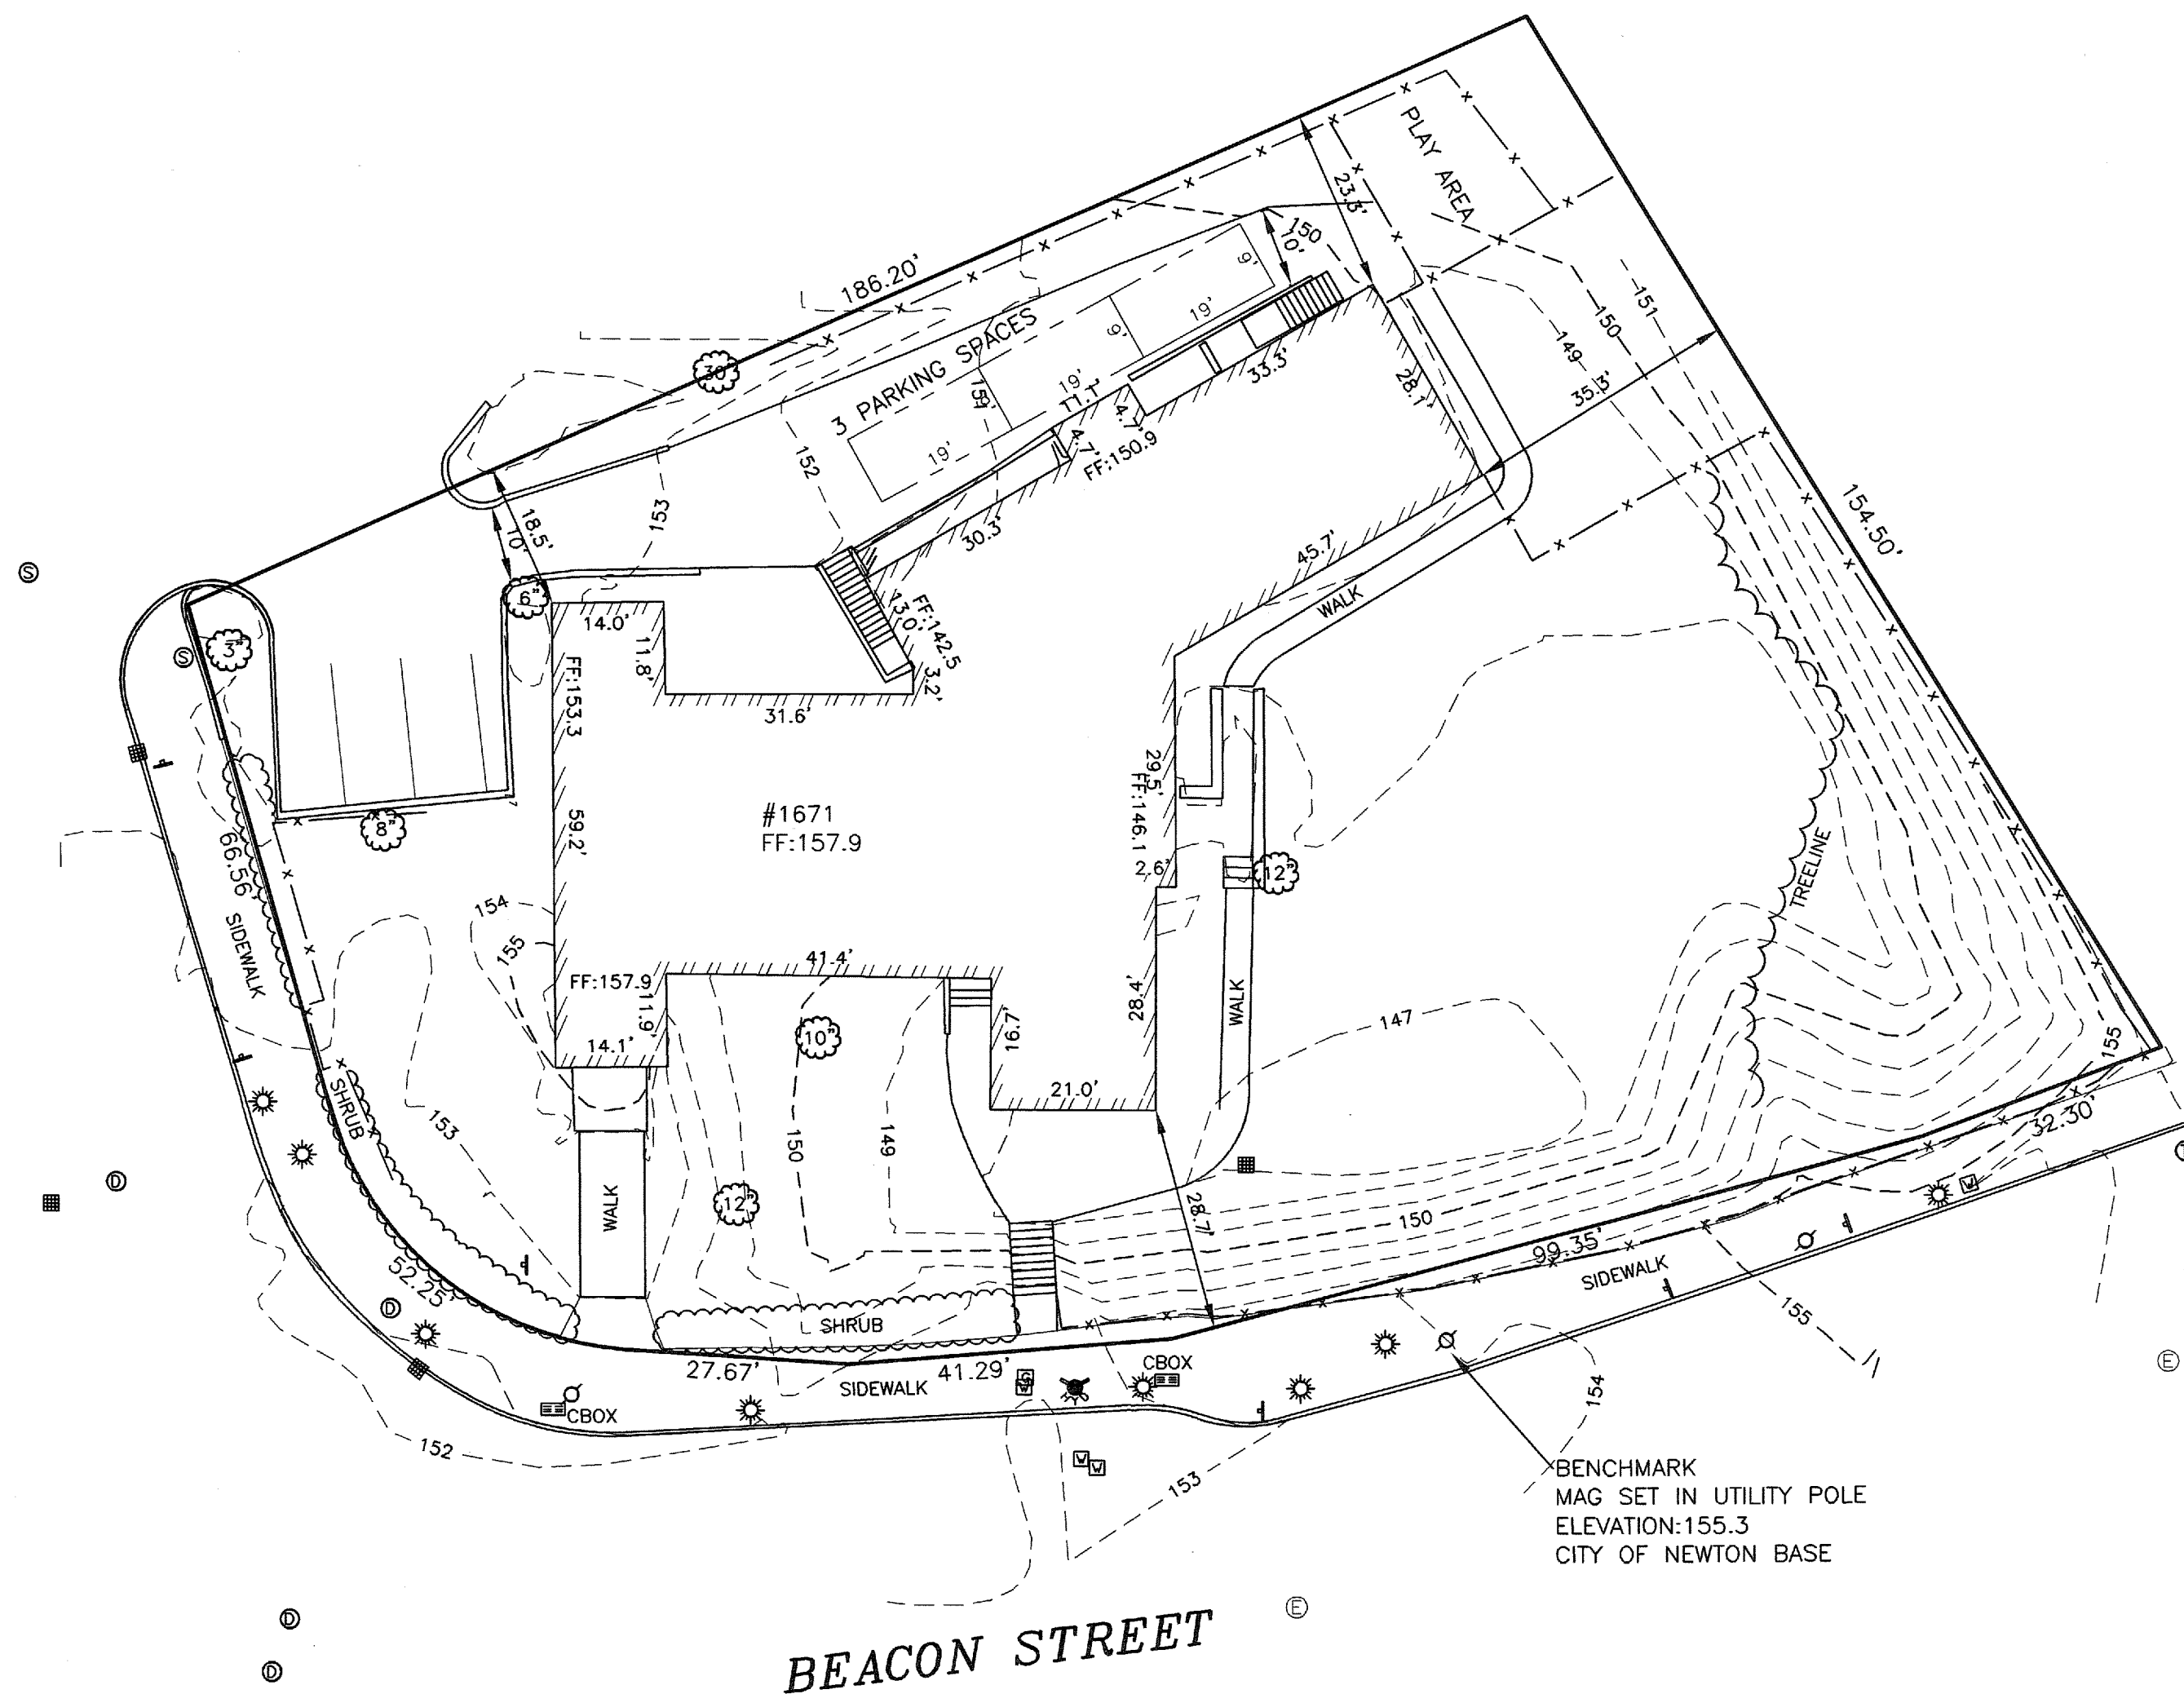 PLAY AREA
23.3'
186.20'
150
10'
9'
19'
9'
3 PARKING SPACES
19'
151
19'
11.1'
33.3'
28.1'
4.7'
4.7'
FF:150.9
19'
30"
149
150
151
35.3'
154.50'
152
153
18.5'
10'
30.3'
45.7'
WALK
S
6"
14.0'
11.8'
FF:142.5
13.0'
3.2'
31.6'
FF:153.3
3"
S
#1671
FF:157.9
59.2'
29.5'
FF:146.1
2.6'
12"
8"
66.56'
SIDEWALK
154
155
TREELINE
41.4'
FF:157.9
11.9'
14.1'
10"
16.7'
28.4'
WALK
21.0'
147
155
32.30'
SHRUB
153
150
149
WALK
12"
28.7'
150
99.35'
SIDEWALK
W
D
52.25'
D
SHRUB
27.67'
41.29'
SIDEWALK
G
W
CBOX
CBOX
155
154
E
152
W
W
153
BENCHMARK
MAG SET IN UTILITY POLE
ELEVATION:155.3
CITY OF NEWTON BASE
E
D
D
BEACON STREET